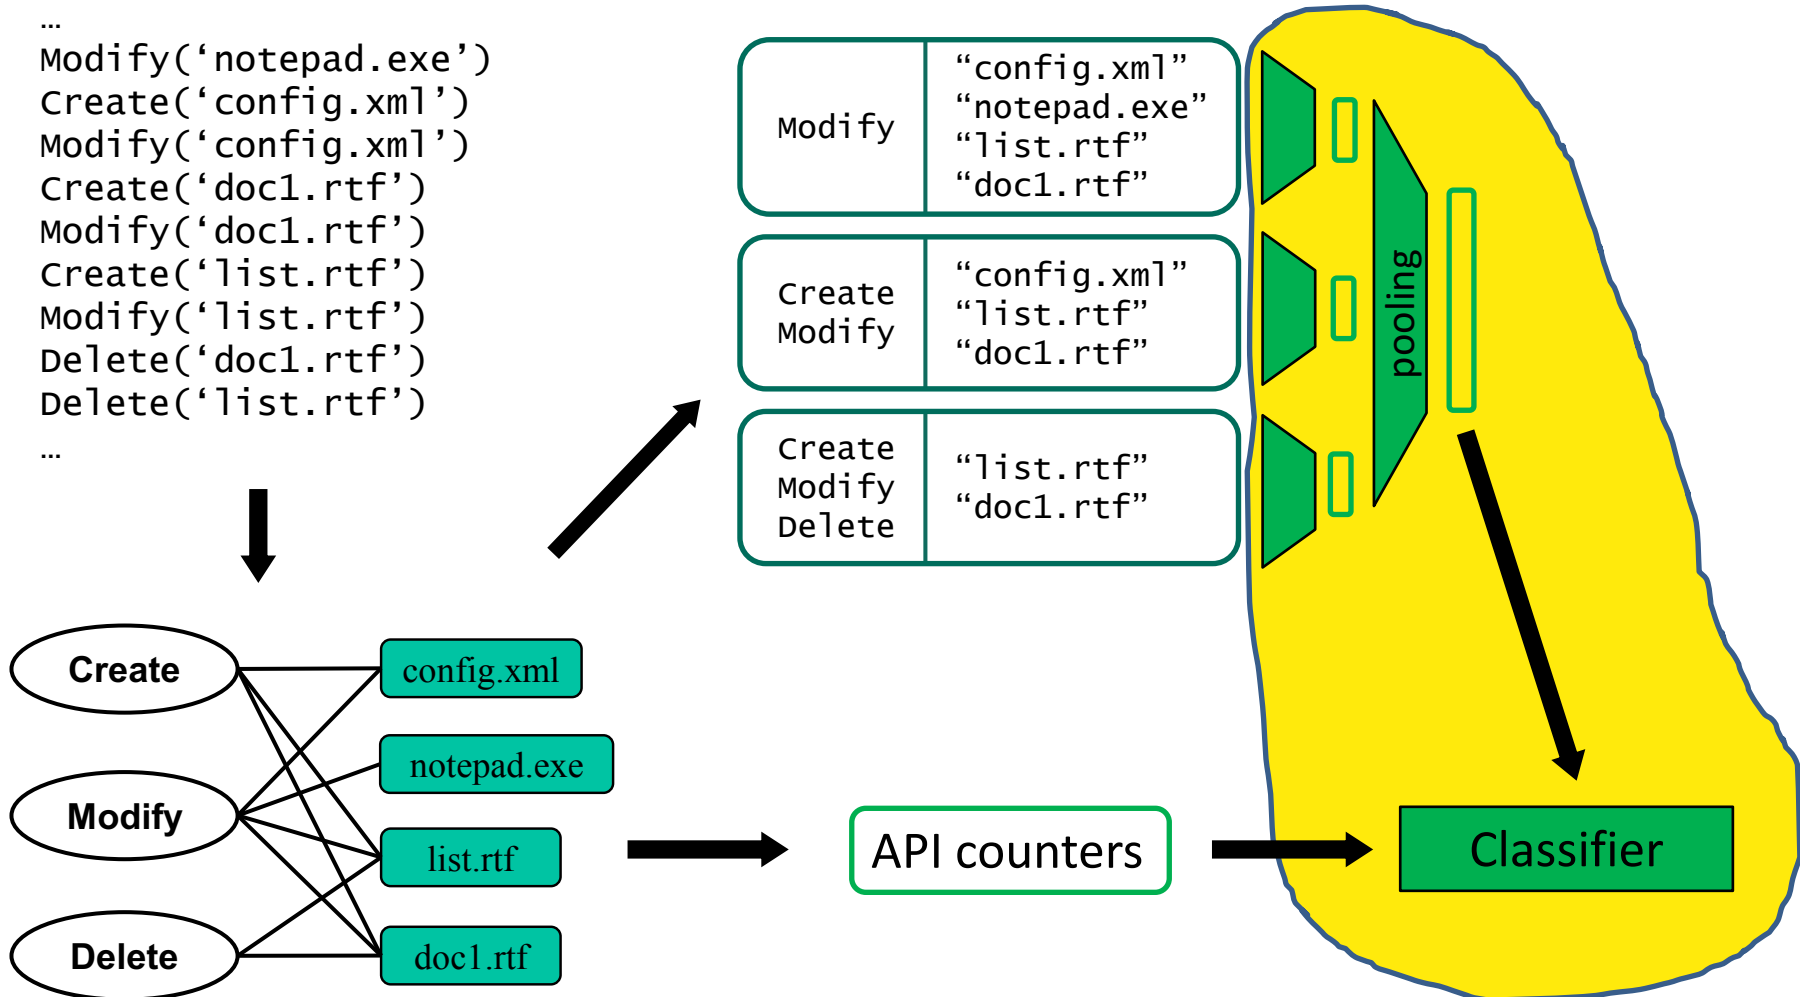 …
Modify(‘notepad.exe’)
Create(‘config.xml’)
Modify(‘config.xml’)
Create(‘doc1.rtf’)
Modify(‘doc1.rtf’)
Create(‘list.rtf’)
Modify(‘list.rtf’)
Delete(‘doc1.rtf’)
Delete(‘list.rtf’)
…
Modify
“config.xml”
“notepad.exe”
“list.rtf”
“doc1.rtf”
Create
Modify
“config.xml”
“list.rtf”
“doc1.rtf”
Create
Modify
Delete
“list.rtf”
“doc1.rtf”
pooling
Create
Modify
Delete
config.xml
notepad.exe
list.rtf
doc1.rtf
API counters
Classifier